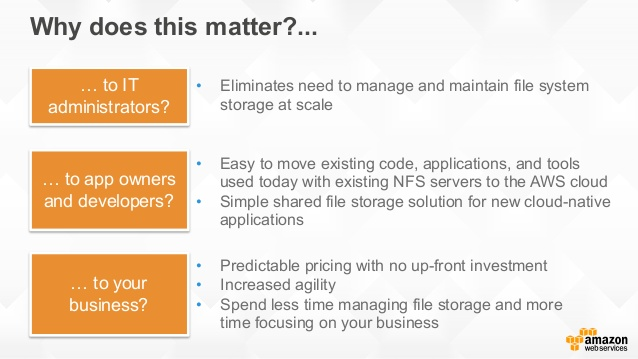 Why does this matter?...
… to IT
administrators?
• Eliminates need to manage and maintain file system
storage at scale
… to app owners
and developers?
• Easy to move existing code, applications, and tools
used today with existing NFS servers to the AWS cloud
• Simple shared file storage solution for new cloud-native
applications
… to your
business?
• Predictable pricing with no up-front investment
• Increased agility
• Spend less time managing file storage and more
time focusing on your business
amazon
webservices